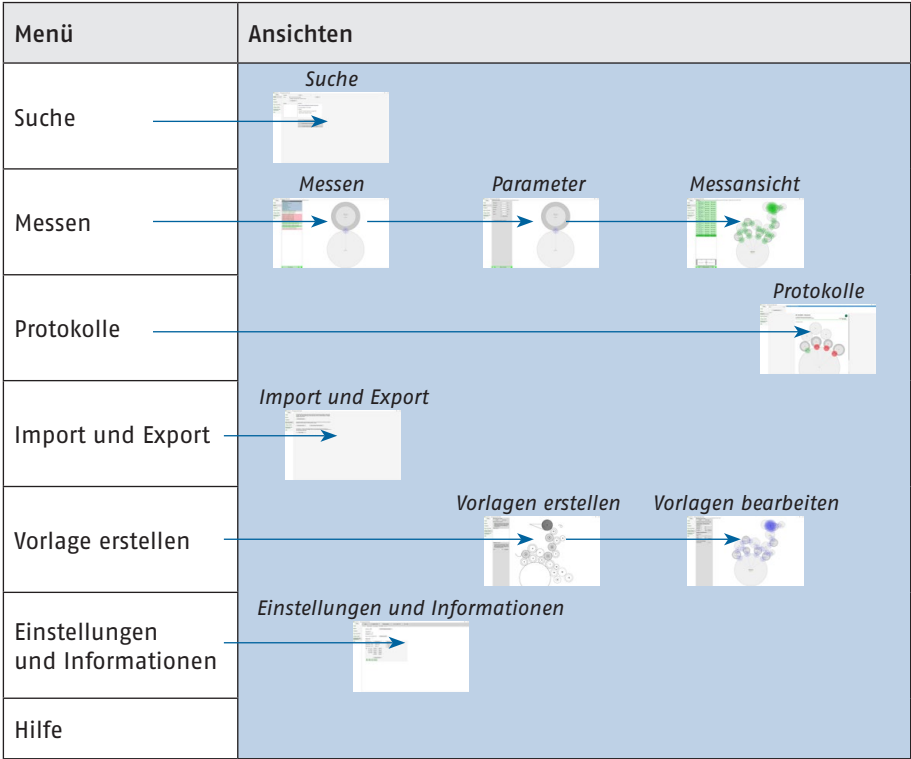 Menü
Ansichten
Suche
Suche
Messen
Messen
Parameter
Messansicht
Protokolle
Protokolle
Import und Export
Import und Export
Vorlage erstellen
Vorlagen erstellen
Vorlagen bearbeiten
Einstellungen
und Informationen
Einstellungen und Informationen
Hilfe